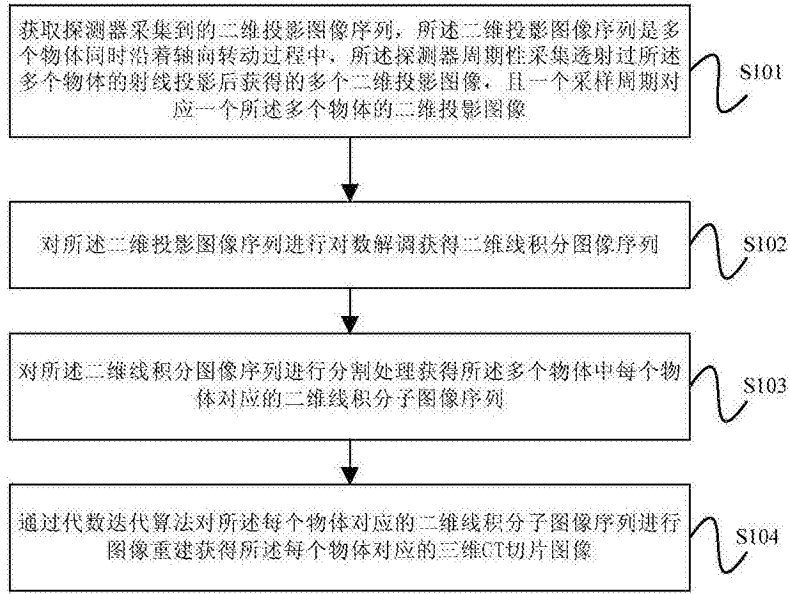 获取探测器采集到的二维投影图像序列，所述二维投影图像序列是多
个物体同时沿着轴向转动过程中，所述探测器周期性采集透射过所述
多个物体的射线投影后获得的多个二维投影图像，且一个采样周期对
应一个所述多个物体的二维投影图像
S101
对所述二维投影图像序列进行对数解调获得二维线积分图像序列
S102
对所述二维线积分图像序列进行分割处理获得所述多个物体中每个物
体对应的二维线积分子图像序列
S103
通过代数迭代算法对所述每个物体对应的二维线积分子图像序列进行
图像重建获得所述每个物体对应的三维CT切片图像
S104